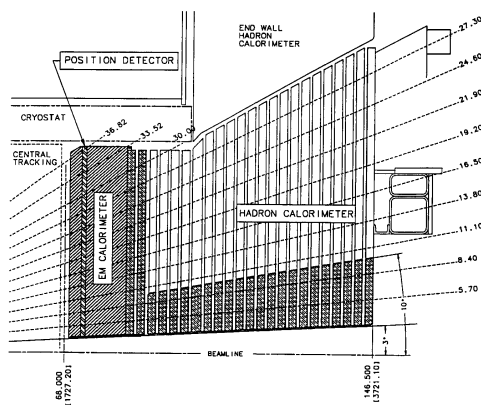 END WALL
HADRON
CALORIMETER
POSITION DETECTOR
CRYOSTAT
CENTRAL
TRACKING
EM CALORIMETER
HADRON CALORIMETER
36.82
33.52
30.00
27.30
24.60
21.90
19.20
16.50
13.80
11.10
8.40
5.70
10°
3°
BEAMLINE
68.000
[1727.20]
146.500
[3721.10]